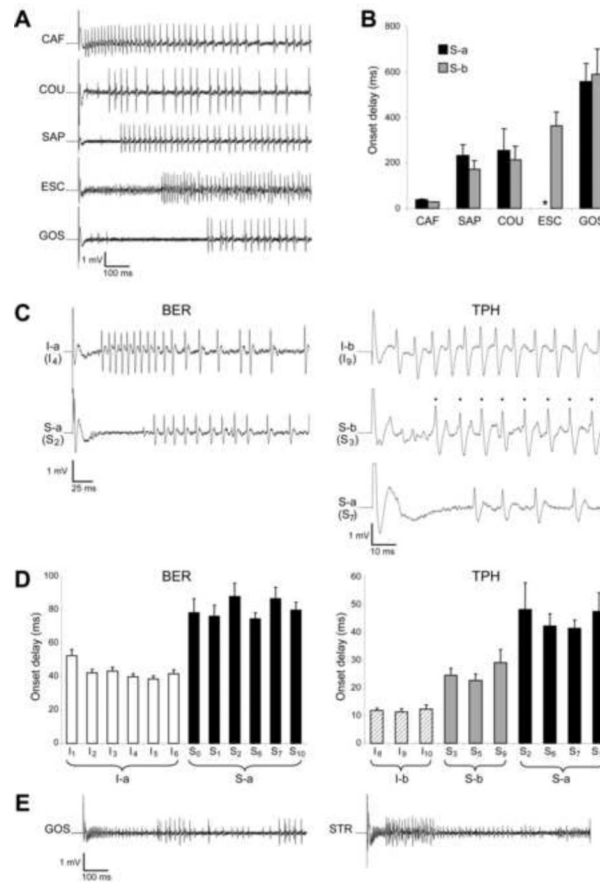 A
CAF
COU
SAP
ESC
GOS
1 mV
100 ms
B
Onset delay (ms)
800
600
400
200
0
S-a
S-b
*
CAF SAP COU ESC GOS
C
BER
I-a
(I4)
S-a
(S2)
1 mV
25 ms
TPH
I-b
(I9)
S-b
(S3)
S-a
(S7)
1 mV
10 ms
D
BER
Onset delay (ms)
100
80
60
40
20
0
I1 I2 I3 I4 I5 I6
I-a
S1 S2 S7 S10
S-a
TPH
Onset delay (ms)
60
50
40
30
20
10
0
I8 I9 I10
I-b
S3 S5 S9
S-b
S2 S6 S7
S-a
E
GOS
1 mV
100 ms
STR